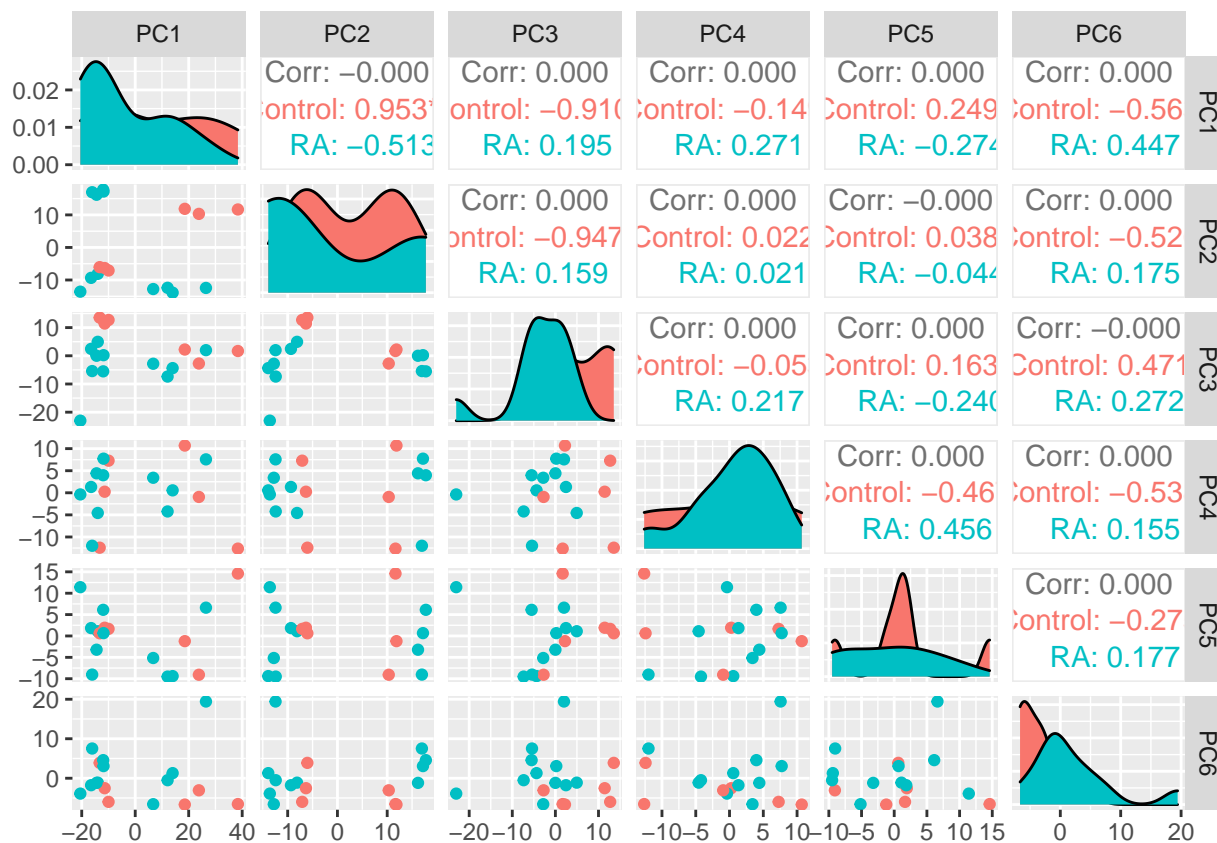 PC1 PC2 PC3 PC4 PC5 PC6
0.02
0.01
0.00
Corr: −0.000
Control: 0.953*
RA: −0.513
Corr: 0.000
ontrol: −0.910
RA: 0.195
Corr: 0.000
Control: −0.14
RA: 0.271
Corr: 0.000
Control: 0.249
RA: −0.274
Corr: 0.000
Control: −0.56
RA: 0.447
PC1
10
0
−10
Corr: 0.000
ontrol: −0.947
RA: 0.159
Corr: 0.000
Control: 0.022
RA: 0.021
Corr: −0.000
Control: 0.038
RA: −0.044
Corr: 0.000
Control: −0.52
RA: 0.175
PC2
10
0
−10
−20
Corr: 0.000
Control: −0.05
RA: 0.217
Corr: 0.000
Control: 0.163
RA: −0.240
Corr: −0.000
Control: 0.471
RA: 0.272
PC3
10
5
0
−5
−10
Corr: 0.000
Control: −0.46
RA: 0.456
Corr: 0.000
Control: −0.53
RA: 0.155
PC4
15
10
5
0
−5
−10
Corr: 0.000
Control: −0.27
RA: 0.177
PC5
20
10
0
PC6
−20 0 20 40
−10 0 10
−20 −10 0 10
−10 −5 0 5 10
−10 −5 0 5 10 15
0 10 20